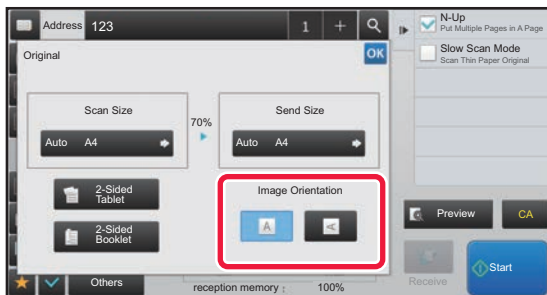 Address 123 1 +
N-Up
Put Multiple Pages in A Page
Original
OK
Slow Scan Mode
Scan Thin Paper Original
Scan Size
70%
Send Size
Auto A4
Auto A4
2-Sided
Tablet
Image Orientation
A
A
2-Sided
Booklet
Preview
CA
Start
Others
reception memory : 100%
Receive